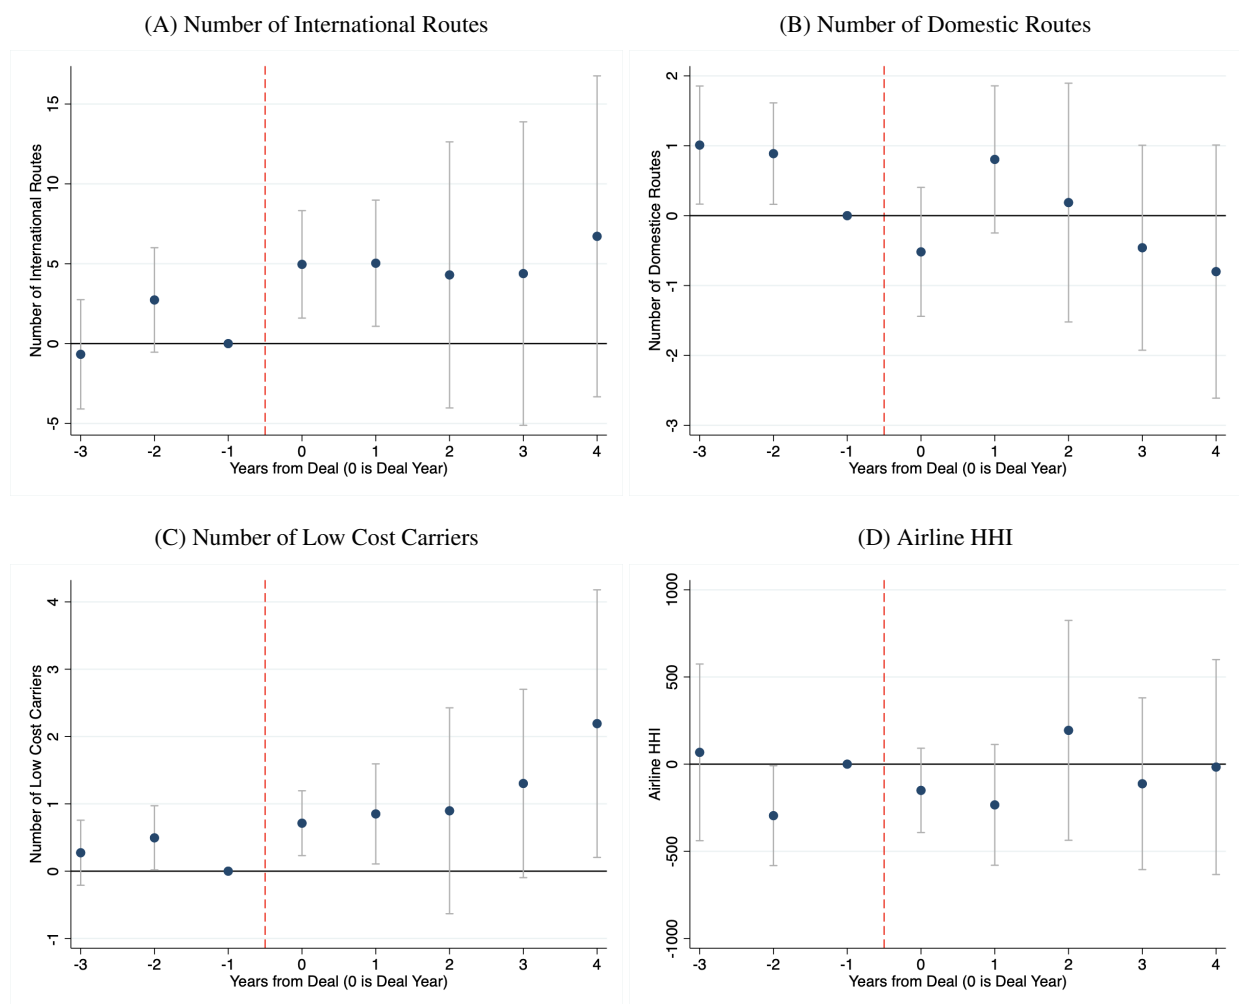 (A) Number of International Routes
Number of International Routes
15
10
5
0
-5
-3 -2 -1 0 1 2 3 4
Years from Deal (0 is Deal Year)
(B) Number of Domestic Routes
Number of Domestice Routes
2
1
0
-1
-2
-3
-3 -2 -1 0 1 2 3 4
Years from Deal (0 is Deal Year)
(C) Number of Low Cost Carriers
Number of Low Cost Carriers
4
3
2
1
0
-1
-3 -2 -1 0 1 2 3 4
Years from Deal (0 is Deal Year)
(D) Airline HHI
Airline HHI
1000
500
0
-500
-1000
-3 -2 -1 0 1 2 3 4
Years from Deal (0 is Deal Year)